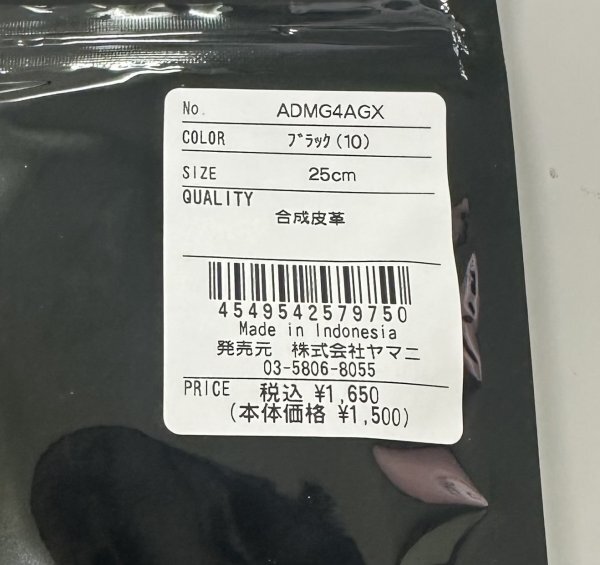 No. ADMG4AGX
COLOR ブラック(10)
SIZE 25cm
QUALITY
合成皮革
4549542579750
Made in Indonesia
発売元 株式会社ヤマニ
03-5806-8055
PRICE 税込 ¥1,650
(本体価格 ¥1,500)